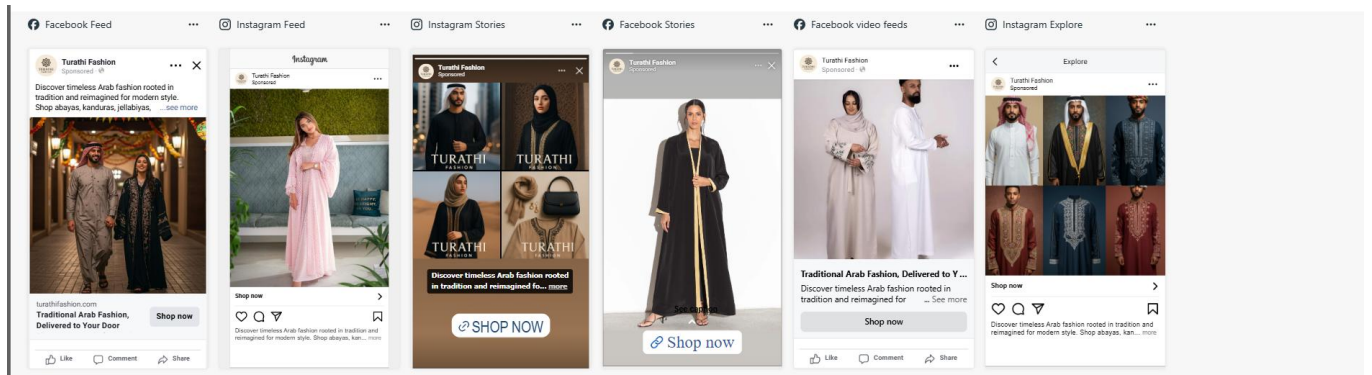 Facebook Feed
Turathi Fashion
Sponsored
Discover timeless Arab fashion rooted in
tradition and reimagined for modern style.
Shop abayas, kanduras, jellabiyas, ...see more
turathifashion.com
Traditional Arab Fashion,
Delivered to Your Door
Shop now
Like Comment Share
Instagram Feed
Instagram
Turathi Fashion
Sponsored
Shop now
Discover timeless Arab fashion rooted in tradition and
reimagined for modern style. Shop abayas, kan... more
Instagram Stories
Turathi Fashion
Sponsored
TURATHI
FASHION
TURATHI
FASHION
TURATHI
FASHION
TURATHI
FASHION
Discover timeless Arab fashion rooted
in tradition and reimagined fo... more
SHOP NOW
Facebook Stories
Turathi Fashion
Sponsored
See caption
Shop now
Facebook video feeds
Turathi Fashion
Sponsored
Traditional Arab Fashion, Delivered to Y...
Discover timeless Arab fashion rooted in
tradition and reimagined for ... See more
Shop now
Like Comment Share
Instagram Explore
Explore
Turathi Fashion
Sponsored
Shop now
Discover timeless Arab fashion rooted in tradition and
reimagined for modern style. Shop abayas, kan... more